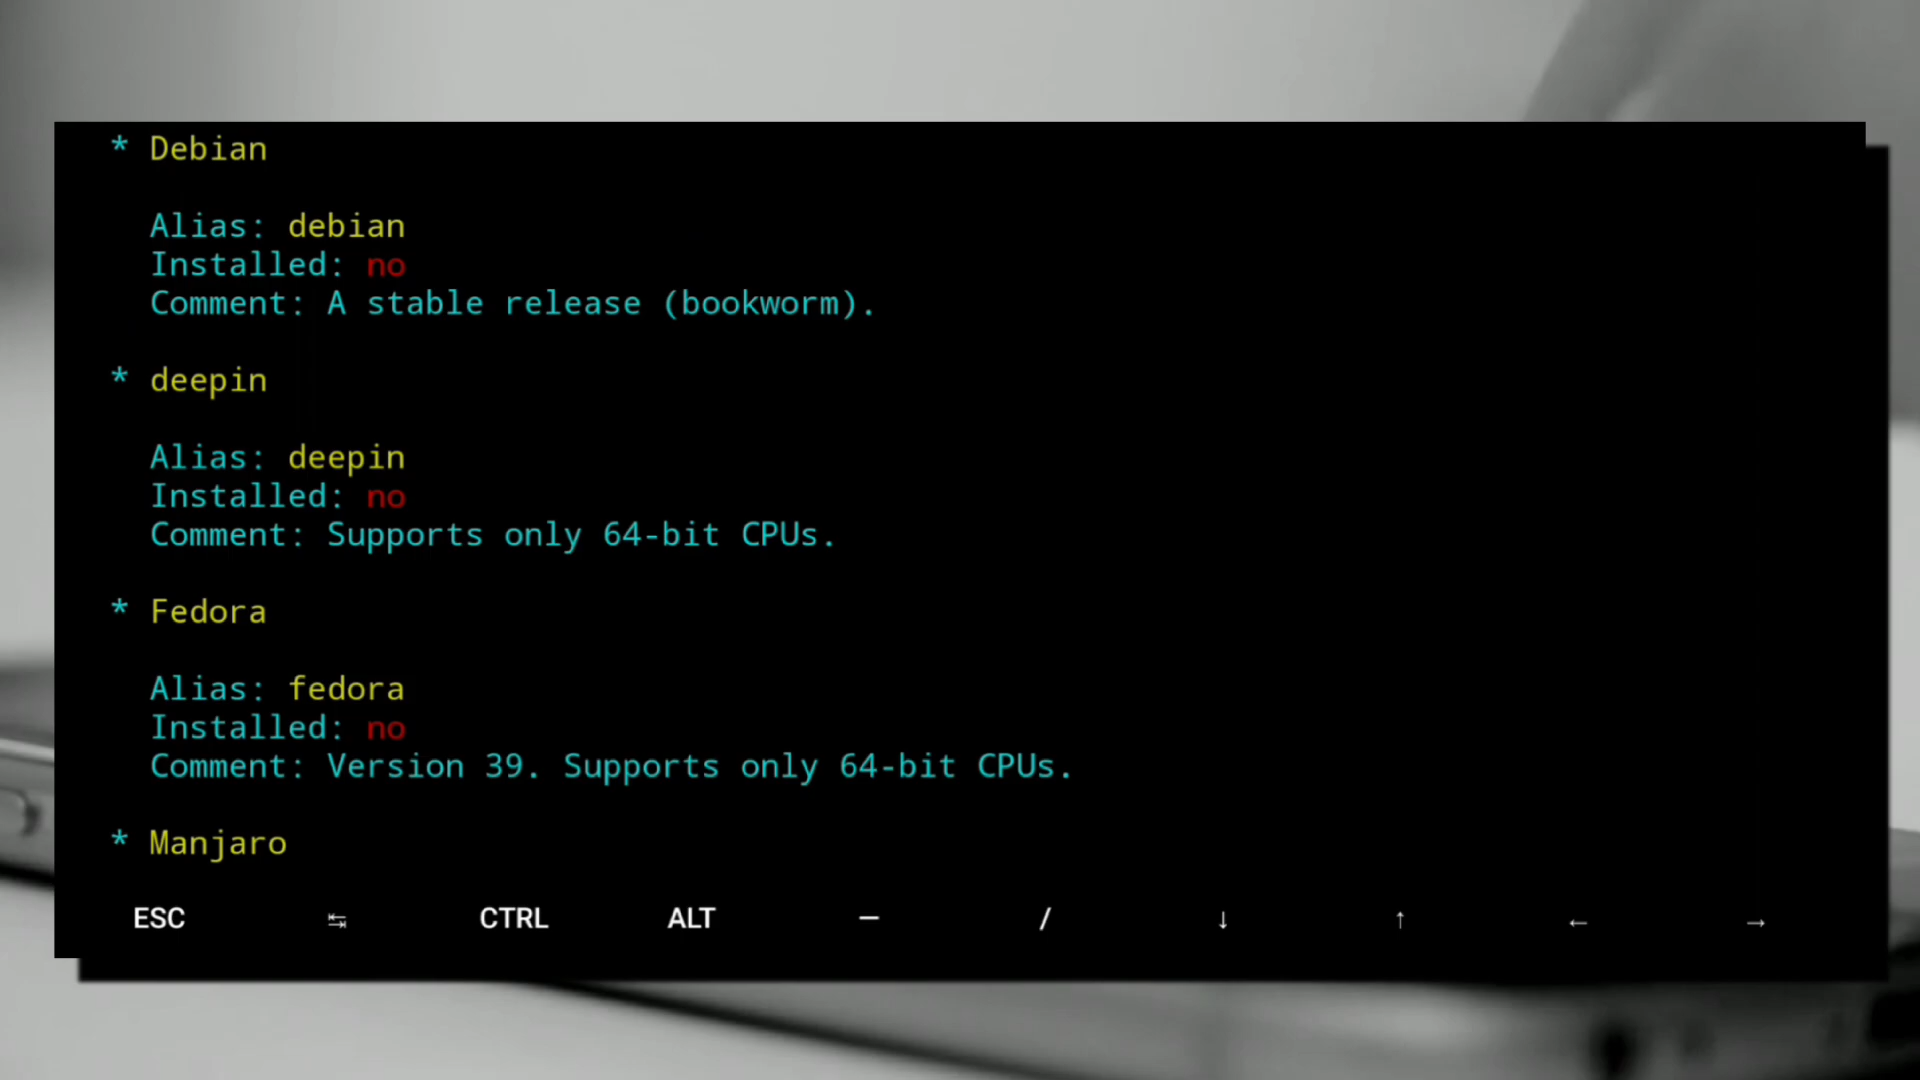 * Debian
Alias: debian
Installed: no
Comment: A stable release (bookworm).
* deepin
Alias: deepin
Installed: no
Comment: Supports only 64-bit CPUs.
* Fedora
Alias: fedora
Installed: no
Comment: Version 39. Supports only 64-bit CPUs.
* Manjaro
ESC ↹ CTRL ALT — / ↓ ↑ ← →